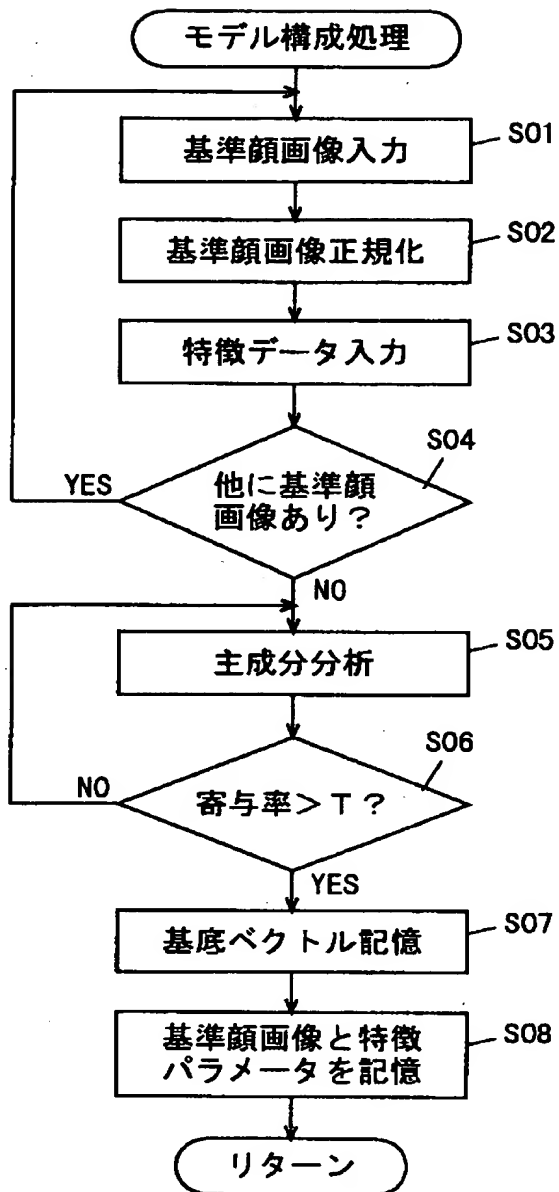 モデル構成処理
基準顔画像入力
S01
基準顔画像正規化
S02
特徴データ入力
S03
他に基準顔
画像あり？
S04
YES
NO
主成分分析
S05
寄与率＞T？
S06
NO
YES
基底ベクトル記憶
S07
基準顔画像と特徴
パラメータを記憶
S08
リターン